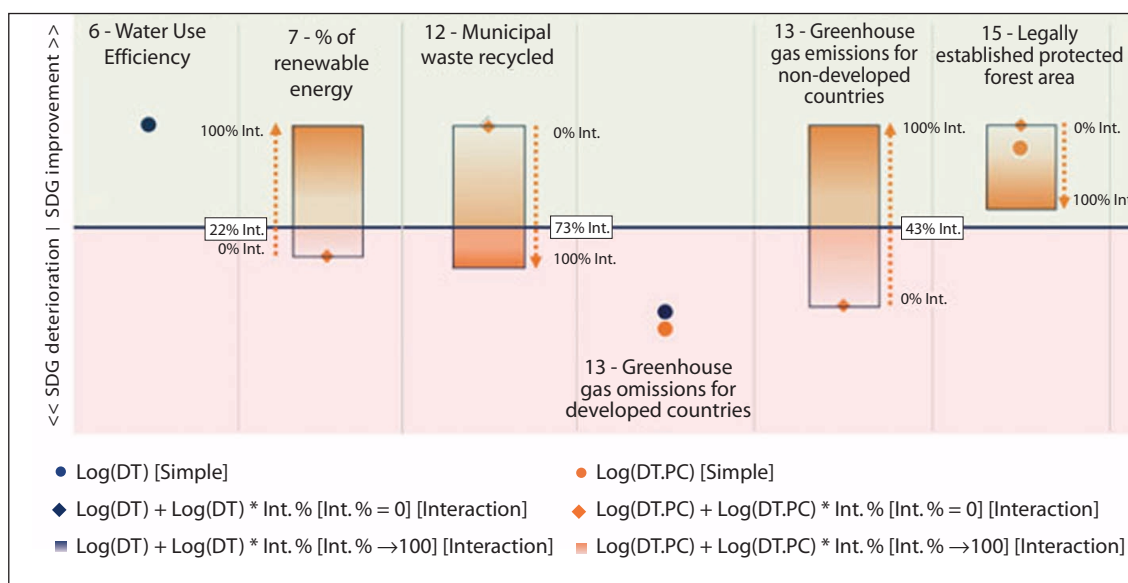 << SDG deterioration | SDG improvement >>
6 - Water Use
Efficiency
7 - % of
renewable
energy
100% Int.
22% Int.
0% Int.
12 - Municipal
waste recycled
0% Int.
73% Int.
100% Int.
13 - Greenhouse
gas omissions for
developed countries
13 - Greenhouse
gas emissions for
non-developed
countries
100% Int.
43% Int.
0% Int.
15 - Legally
established protected
forest area
0% Int.
100% Int
Log(DT) [Simple]
Log(DT) + Log(DT) * Int. % [Int. % = 0] [Interaction]
Log(DT) + Log(DT) * Int. % [Int. % →100] [Interaction]
Log(DT.PC) [Simple]
Log(DT.PC) + Log(DT.PC) * Int. % [Int. % = 0] [Interaction]
Log(DT.PC) + Log(DT.PC) * Int. % [Int. % →100] [Interaction]